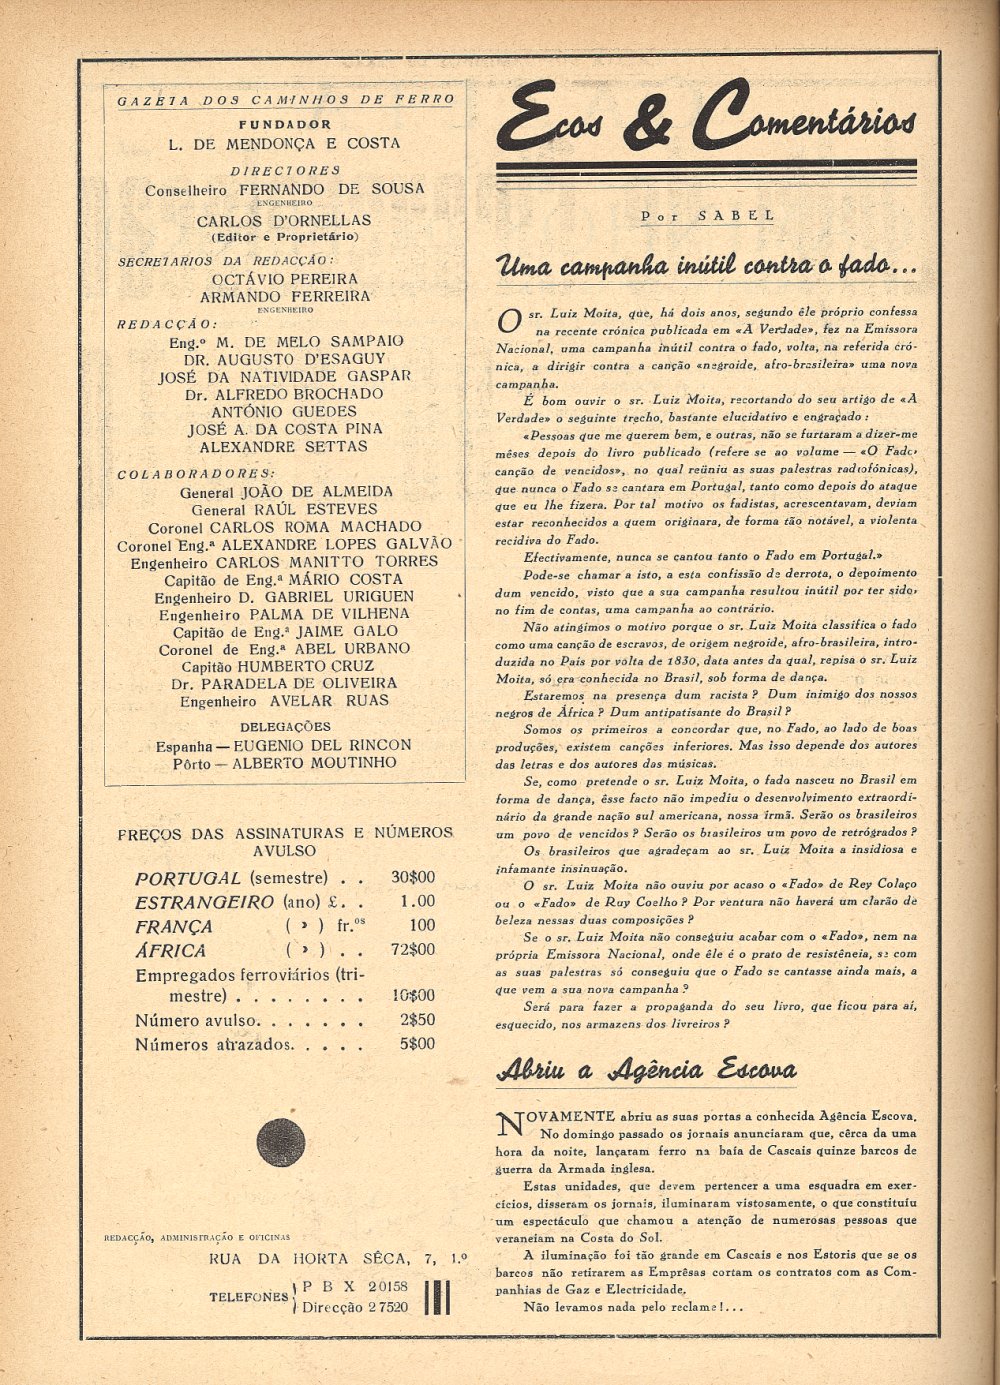 GAZETA DOS CAMINHOS DE FERRO
FUNDADOR
L. DE MENDONÇA E COSTA
DIRECTORES
Conselheiro FERNANDO DE SOUSA
ENGENHEIRO
CARLOS D'ORNELLAS
(Editor e Proprietário)
SECRETARIOS DA REDACÇÃO:
OCTÁVIO PEREIRA
ARMANDO FERREIRA
ENGENHEIRO
REDACÇÃO:
Eng.º M. DE MELO SAMPAIO
DR. AUGUSTO D'ESAGUY
JOSÉ DA NATIVIDADE GASPAR
Dr. ALFREDO BROCHADO
ANTÓNIO GUEDES
JOSÉ A. DA COSTA PINA
ALEXANDRE SETTAS
COLABORADORES:
General JOÃO DE ALMEIDA
General RAÚL ESTEVES
Coronel CARLOS ROMA MACHADO
Coronel Eng.ª ALEXANDRE LOPES GALVÃO
Engenheiro CARLOS MANITTO TORRES
Capitão de Eng.ª MÁRIO COSTA
Engenheiro D. GABRIEL URIGUEN
Engenheiro PALMA DE VILHENA
Capitão de Eng.ª JAIME GALO
Coronel de Eng.ª ABEL URBANO
Capitão HUMBERTO CRUZ
Dr. PARADELA DE OLIVEIRA
Engenheiro AVELAR RUAS
DELEGAÇÕES
Espanha — EUGENIO DEL RINCON
Pôrto — ALBERTO MOUTINHO
PREÇOS DAS ASSINATURAS E NÚMEROS
AVULSO
PORTUGAL (semestre) . . 30$00
ESTRANGEIRO (ano) £. . 1.00
FRANÇA ( » ) fr.ºˢ 100
ÁFRICA ( » ) . . 72$00
Empregados ferroviários (tri-
mestre) . . . . . . . . 10$00
Número avulso. . . . . . . 2$50
Números atrazados. . . . . 5$00
REDACÇÃO, ADMINISTRAÇÃO E OFICINAS
RUA DA HORTA SÊCA, 7, 1.º
TELEFONES { P B X 20158
Direcção 27520
Ecos & Comentários
Por SABEL
Uma campanha inútil contra o fado...
O sr. Luiz Moita, que, há dois anos, segundo êle próprio confessa
na recente crónica publicada em «A Verdade», fez na Emissora
Nacional, uma campanha inútil contra o fado, volta, na referida cró-
nica, a dirigir contra a canção «negroide, afro-brasileira» uma nova
campanha.
É bom ouvir o sr. Luiz Moita, recortando do seu artigo de «A
Verdade» o seguinte trecho, bastante elucidativo e engraçado :
«Pessoas que me querem bem, e outras, não se furtaram a dizer-me
mêses depois do livro publicado (refere se ao volume — «O Fado,
canção de vencidos», no qual reüniu as suas palestras radiofónicas),
que nunca o Fado se cantara em Portugal, tanto como depois do ataque
que eu lhe fizera. Por tal motivo os fadistas, acrescentavam, deviam
estar reconhecidos a quem originara, de forma tão notável, a violenta
recidiva do Fado.
Efectivamente, nunca se cantou tanto o Fado em Portugal.»
Pode-se chamar a isto, a esta confissão de derrota, o depoimento
dum vencido, visto que a sua campanha resultou inútil por ter sido,
no fim de contas, uma campanha ao contrário.
Não atingimos o motivo porque o sr. Luiz Moita classifica o fado
como uma canção de escravos, de origem negroide, afro-brasileira, intro-
duzida no País por volta de 1830, data antes da qual, repisa o sr. Luiz
Moita, só era conhecida no Brasil, sob forma de dança.
Estaremos na presença dum racista ? Dum inimigo dos nossos
negros de África ? Dum antipatisante do Brasil ?
Somos os primeiros a concordar que, no Fado, ao lado de boas
produções, existem canções inferiores. Mas isso depende dos autores
das letras e dos autores das músicas.
Se, como pretende o sr. Luiz Moita, o fado nasceu no Brasil em
forma de dança, êsse facto não impediu o desenvolvimento extraordi-
nário da grande nação sul americana, nossa irmã. Serão os brasileiros
um povo de vencidos ? Serão os brasileiros um povo de retrógrados ?
Os brasileiros que agradeçam ao sr. Luiz Moita a insidiosa e
infamante insinuação.
O sr. Luiz Moita não ouviu por acaso o «Fado» de Rey Colaço
ou o «Fado» de Ruy Coelho ? Por ventura não haverá um clarão de
beleza nessas duas composições ?
Se o sr. Luiz Moita não conseguiu acabar com o «Fado», nem na
própria Emissora Nacional, onde êle é o prato de resistêneia, se com
as suas palestras só conseguiu que o Fado se cantasse ainda mais, a
que vem a sua nova campanha ?
Será para fazer a propaganda do seu livro, que ficou para aí,
esquecido, nos armazens dos livreiros ?
Abriu a Agência Escova
NOVAMENTE abriu as suas portas a conhecida Agência Escova.
No domingo passado os jornais anunciaram que, cêrca da uma
hora da noite, lançaram ferro na baía de Cascais quinze barcos de
guerra da Armada inglesa.
Estas unidades, que devem pertencer a uma esquadra em exer-
cícios, disseram os jornais, iluminaram vistosamente, o que constituíu
um espectáculo que chamou a atenção de numerosas pessoas que
veraneiam na Costa do Sol.
A iluminação foi tão grande em Cascais e nos Estoris que se os
barcos não retirarem as Emprêsas cortam os contratos com as Com-
panhias de Gaz e Electricidade.
Não levamos nada pelo reclame!...